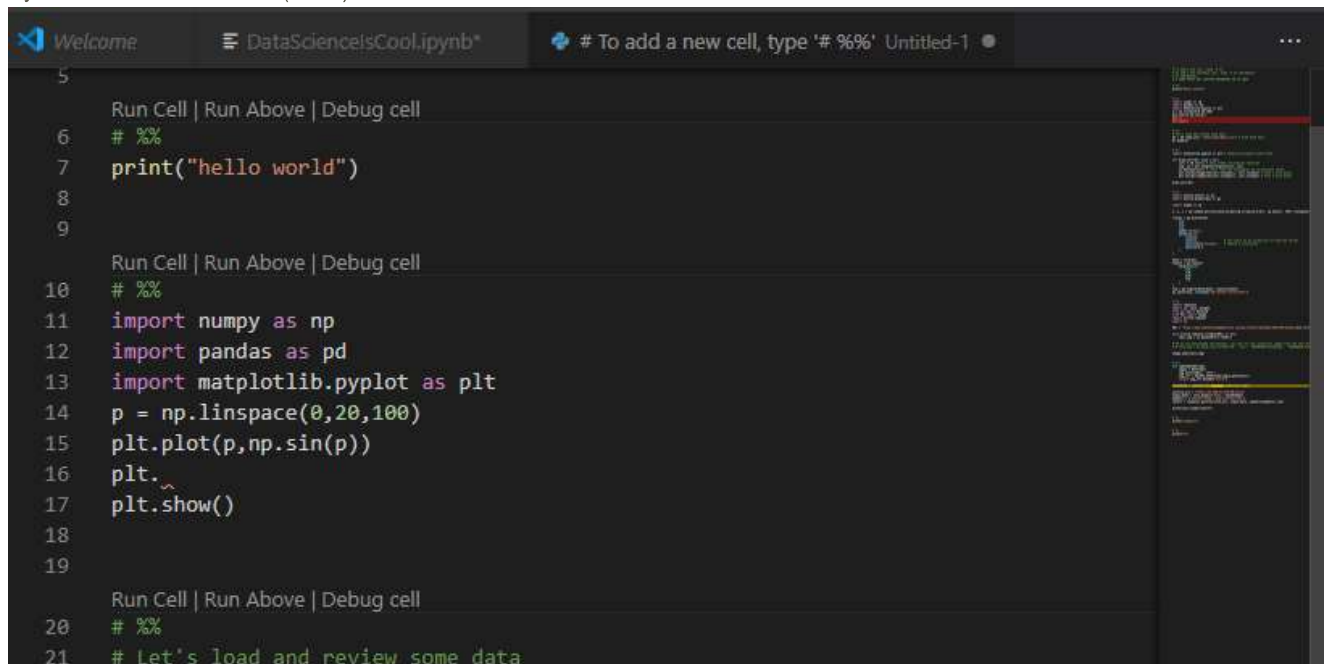 Welcome DataScienceIsCool.ipynb* # To add a new cell, type '# %%' Untitled-1 ● ...
5
Run Cell | Run Above | Debug cell
6 # %%
7 print("hello world")
8
9
Run Cell | Run Above | Debug cell
10 # %%
11 import numpy as np
12 import pandas as pd
13 import matplotlib.pyplot as plt
14 p = np.linspace(0,20,100)
15 plt.plot(p,np.sin(p))
16 plt.
17 plt.show()
18
19
Run Cell | Run Above | Debug cell
20 # %%
21 # Let's load and review some data